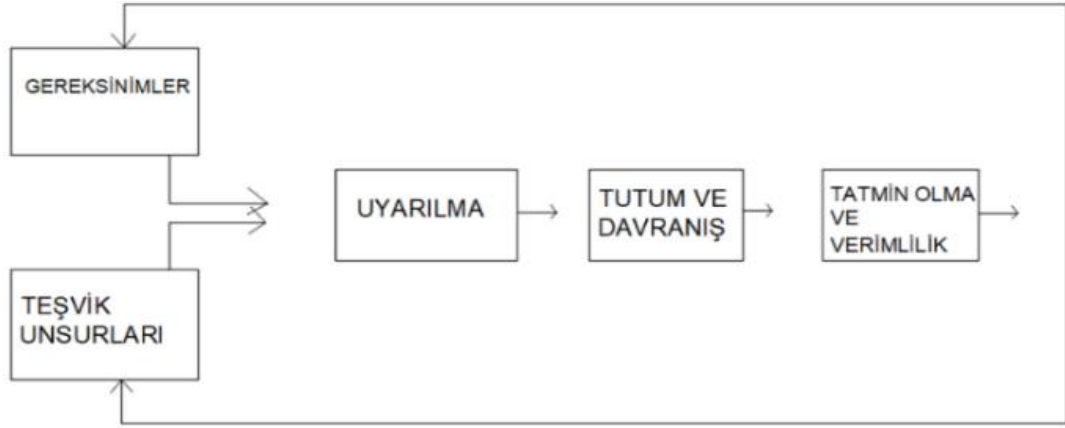 GEREKSİNİMLER
TEŞVİK
UNSURLARI
UYARILMA
TUTUM VE
DAVRANIŞ
TATMİN OLMA
VE
VERİMLİLİK